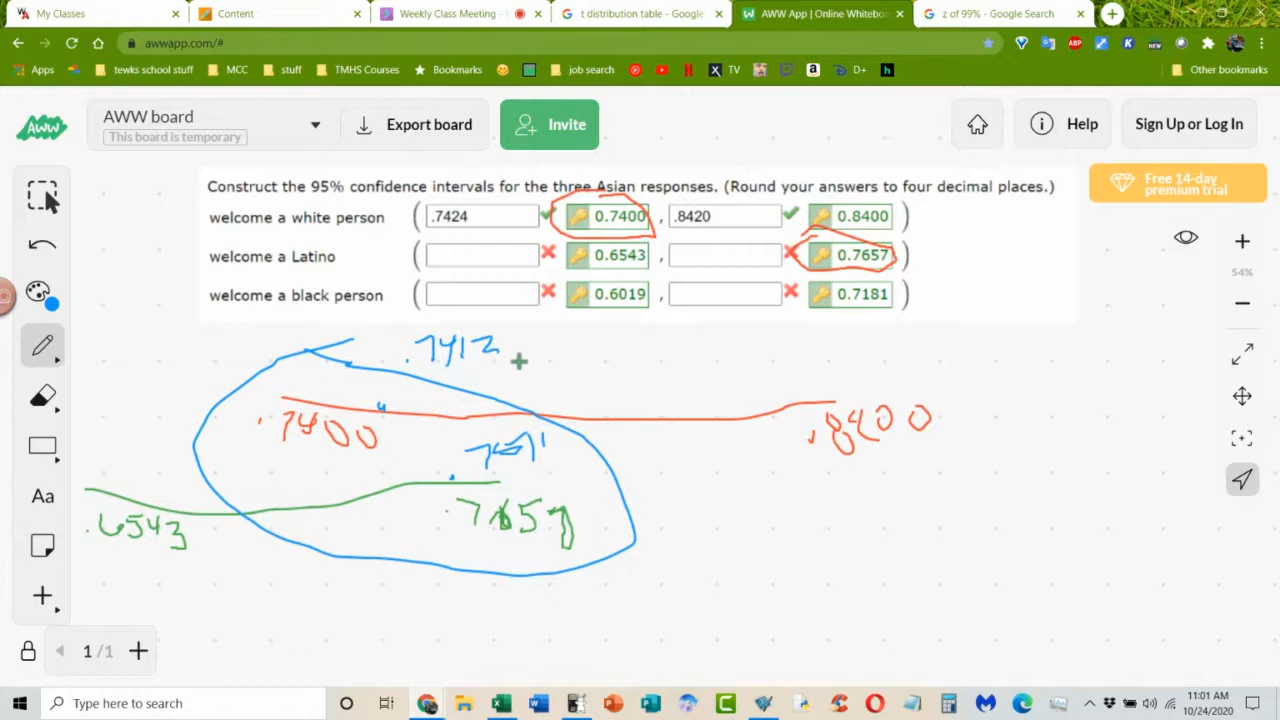 My Classes
Content
Weekly Class Meeting -
t distribution table - Google
AWW App | Online Whiteboa
z of 99% - Google Search
awwapp.com/#
Apps
tewks school stuff
MCC
stuff
TMHS Courses
Bookmarks
job search
TV
D+
Other bookmarks
AWW
AWW board
This board is temporary
Export board
Invite
Help
Sign Up or Log In
Free 14-day
premium trial
Construct the 95% confidence intervals for the three Asian responses. (Round your answers to four decimal places.)
welcome a white person ( .7424 0.7400 , .8420 0.8400 )
welcome a Latino ( 0.6543 , 0.7657 )
welcome a black person ( 0.6019 , 0.7181 )
54%
.7400
.8400
.6543
Aa
1 / 1
Type here to search
11:01 AM
10/24/2020